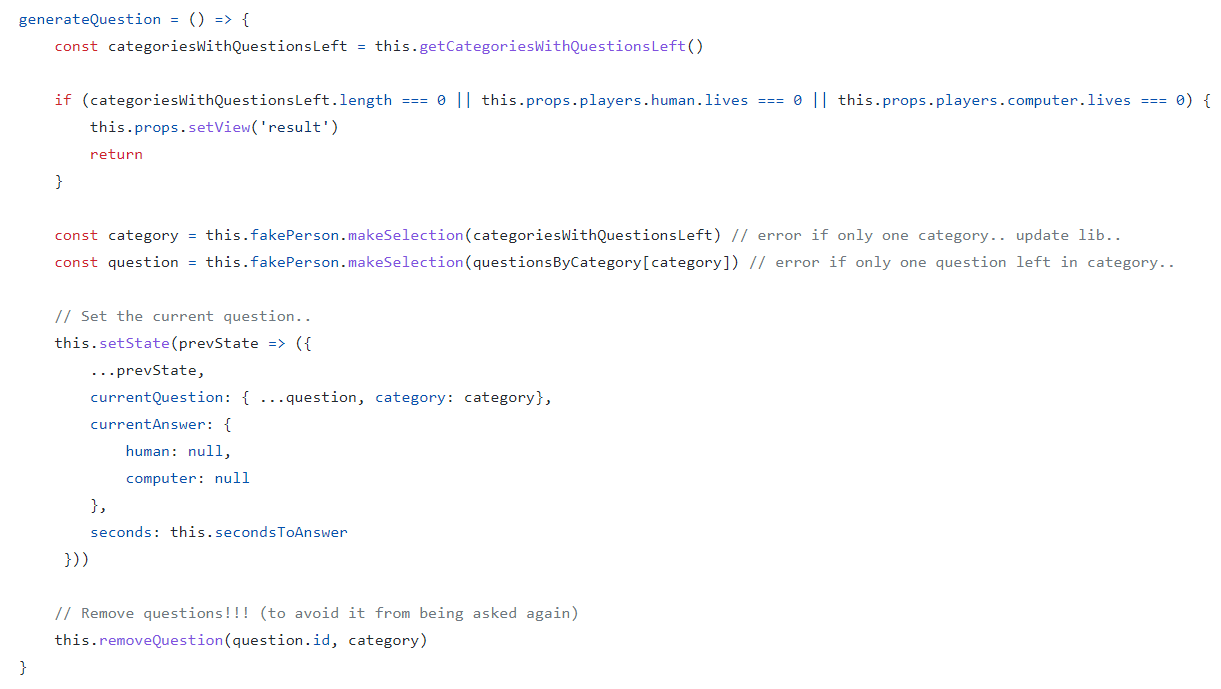 generateQuestion = () => {
    const categoriesWithQuestionsLeft = this.getCategoriesWithQuestionsLeft()

    if (categoriesWithQuestionsLeft.length === 0 || this.props.players.human.lives === 0 || this.props.players.computer.lives === 0) {
        this.props.setView('result')
        return
    }

    const category = this.fakePerson.makeSelection(categoriesWithQuestionsLeft) // error if only one category.. update lib..
    const question = this.fakePerson.makeSelection(questionsByCategory[category]) // error if only one question left in category..

    // Set the current question..
    this.setState(prevState => ({
        ...prevState,
        currentQuestion: { ...question, category: category},
        currentAnswer: {
            human: null,
            computer: null
        },
        seconds: this.secondsToAnswer
     }))

    // Remove questions!!! (to avoid it from being asked again)
    this.removeQuestion(question.id, category)
}